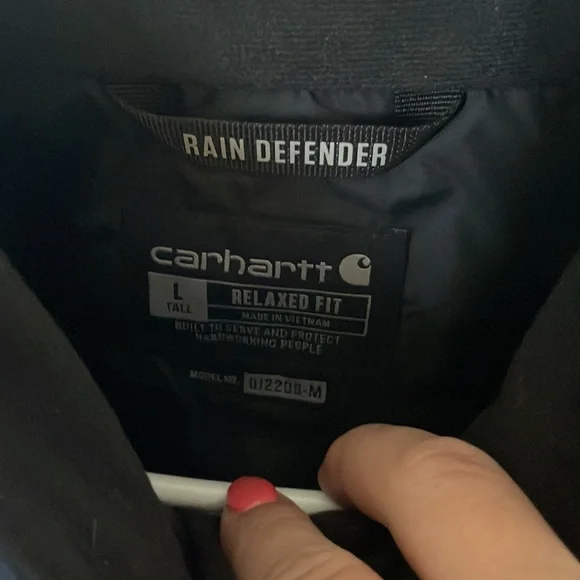 RAIN DEFENDER
carhartt
L
TALL
RELAXED FIT
MADE IN VIETNAM
BUILT TO SERVE AND PROTECT
HARDWORKING PEOPLE
MODEL NO.